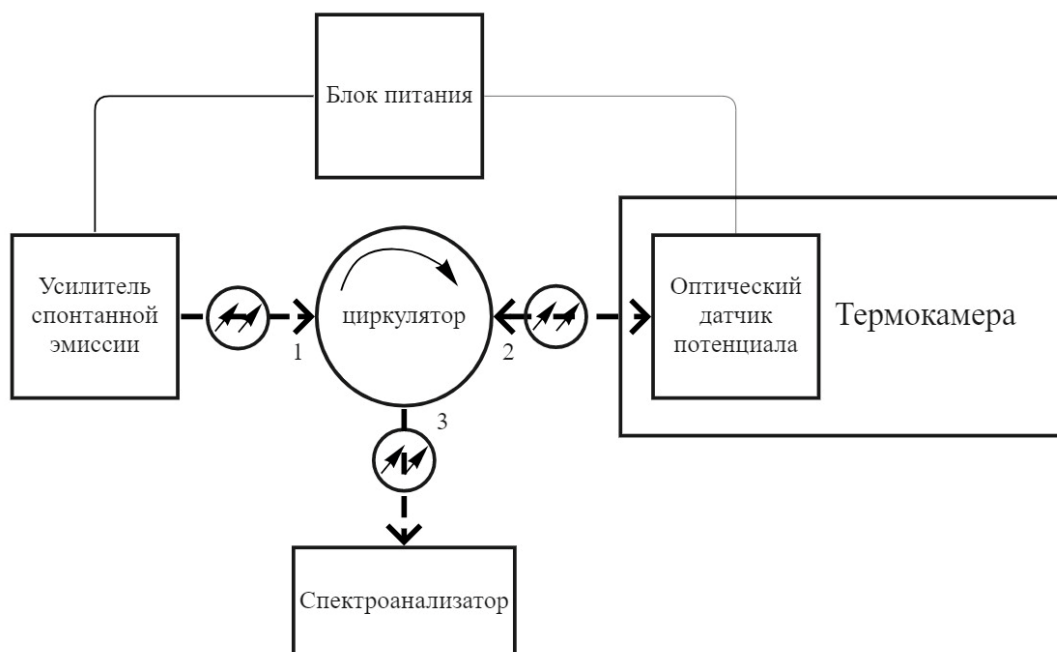 Блок питания
Усилитель
спонтанной
эмиссии
циркулятор
Оптический
датчик
потенциала
Термокамера
1
2
3
Спектроанализатор